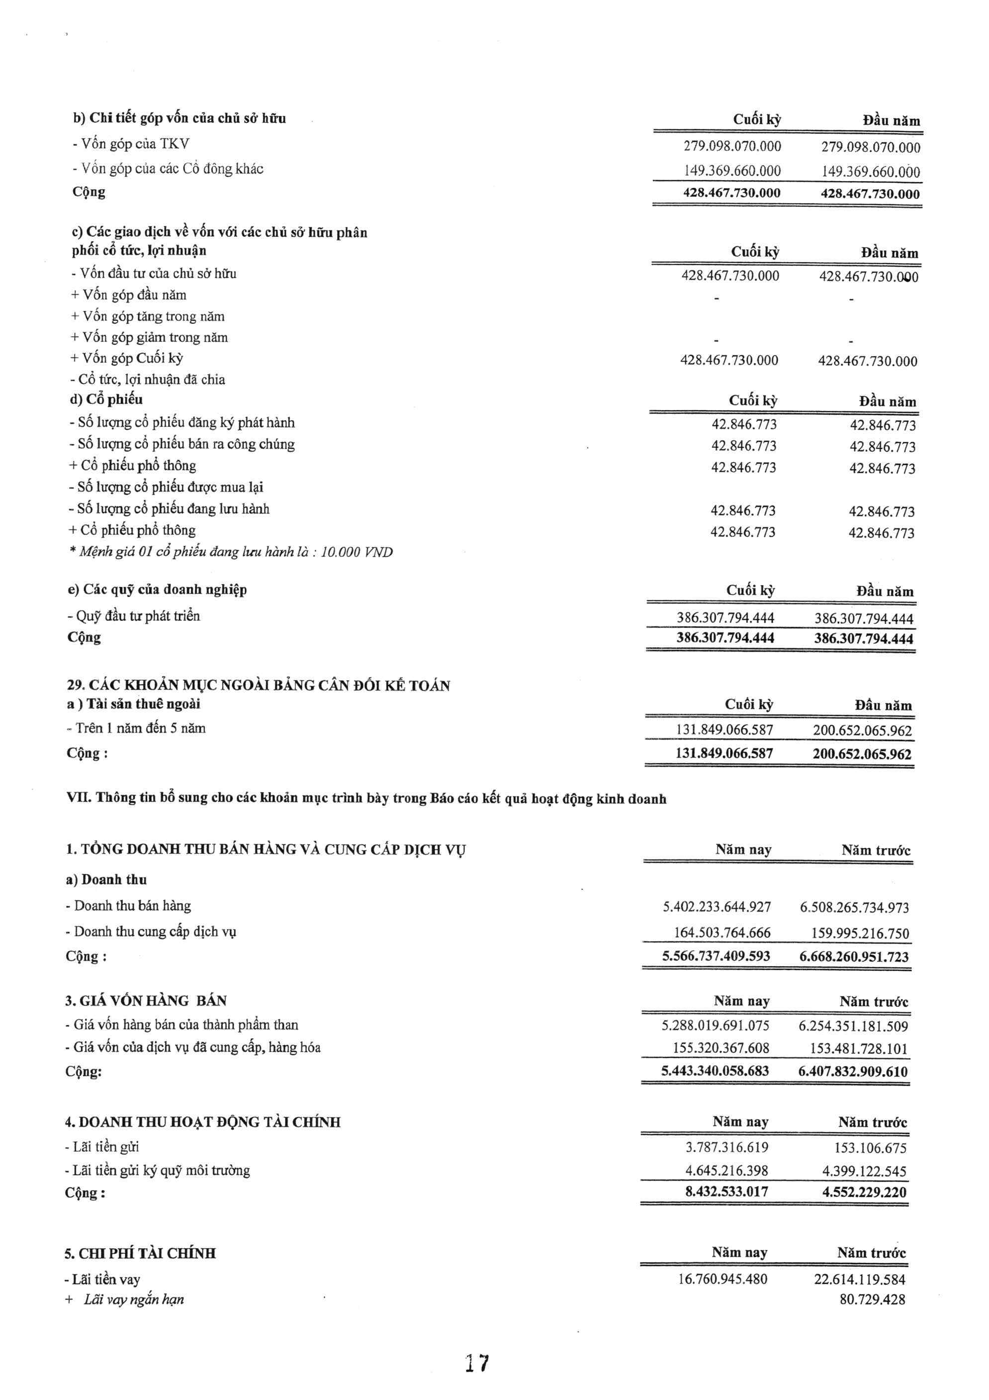 b) Chi tiết góp vốn của chủ sở hữu Cuối kỳ Đầu năm
- Vốn góp của TKV 279.098.070.000 279.098.070.000
- Vốn góp của các Cổ đông khác 149.369.660.000 149.369.660.000
Cộng 428.467.730.000 428.467.730.000
c) Các giao dịch về vốn với các chủ sở hữu phân
phối cổ tức, lợi nhuận Cuối kỳ Đầu năm
- Vốn đầu tư của chủ sở hữu 428.467.730.000 428.467.730.000
+ Vốn góp đầu năm - -
+ Vốn góp tăng trong năm
+ Vốn góp giảm trong năm - -
+ Vốn góp Cuối kỳ 428.467.730.000 428.467.730.000
- Cổ tức, lợi nhuận đã chia
d) Cổ phiếu Cuối kỳ Đầu năm
- Số lượng cổ phiếu đăng ký phát hành 42.846.773 42.846.773
- Số lượng cổ phiếu bán ra công chúng 42.846.773 42.846.773
+ Cổ phiếu phổ thông 42.846.773 42.846.773
- Số lượng cổ phiếu được mua lại
- Số lượng cổ phiếu đang lưu hành 42.846.773 42.846.773
+ Cổ phiếu phổ thông 42.846.773 42.846.773
* Mệnh giá 01 cổ phiếu đang lưu hành là : 10.000 VND
e) Các quỹ của doanh nghiệp Cuối kỳ Đầu năm
- Quỹ đầu tư phát triển 386.307.794.444 386.307.794.444
Cộng 386.307.794.444 386.307.794.444
29. CÁC KHOẢN MỤC NGOÀI BẢNG CÂN ĐỐI KẾ TOÁN
a ) Tài sản thuê ngoài Cuối kỳ Đầu năm
- Trên 1 năm đến 5 năm 131.849.066.587 200.652.065.962
Cộng : 131.849.066.587 200.652.065.962
VII. Thông tin bổ sung cho các khoản mục trình bày trong Báo cáo kết quả hoạt động kinh doanh
1. TỔNG DOANH THU BÁN HÀNG VÀ CUNG CẤP DỊCH VỤ Năm nay Năm trước
a) Doanh thu
- Doanh thu bán hàng 5.402.233.644.927 6.508.265.734.973
- Doanh thu cung cấp dịch vụ 164.503.764.666 159.995.216.750
Cộng : 5.566.737.409.593 6.668.260.951.723
3. GIÁ VỐN HÀNG BÁN Năm nay Năm trước
- Giá vốn hàng bán của thành phẩm than 5.288.019.691.075 6.254.351.181.509
- Giá vốn của dịch vụ đã cung cấp, hàng hóa 155.320.367.608 153.481.728.101
Cộng: 5.443.340.058.683 6.407.832.909.610
4. DOANH THU HOẠT ĐỘNG TÀI CHÍNH Năm nay Năm trước
- Lãi tiền gửi 3.787.316.619 153.106.675
- Lãi tiền gửi ký quỹ môi trường 4.645.216.398 4.399.122.545
Cộng : 8.432.533.017 4.552.229.220
5. CHI PHÍ TÀI CHÍNH Năm nay Năm trước
- Lãi tiền vay 16.760.945.480 22.614.119.584
+ Lãi vay ngắn hạn 80.729.428
17